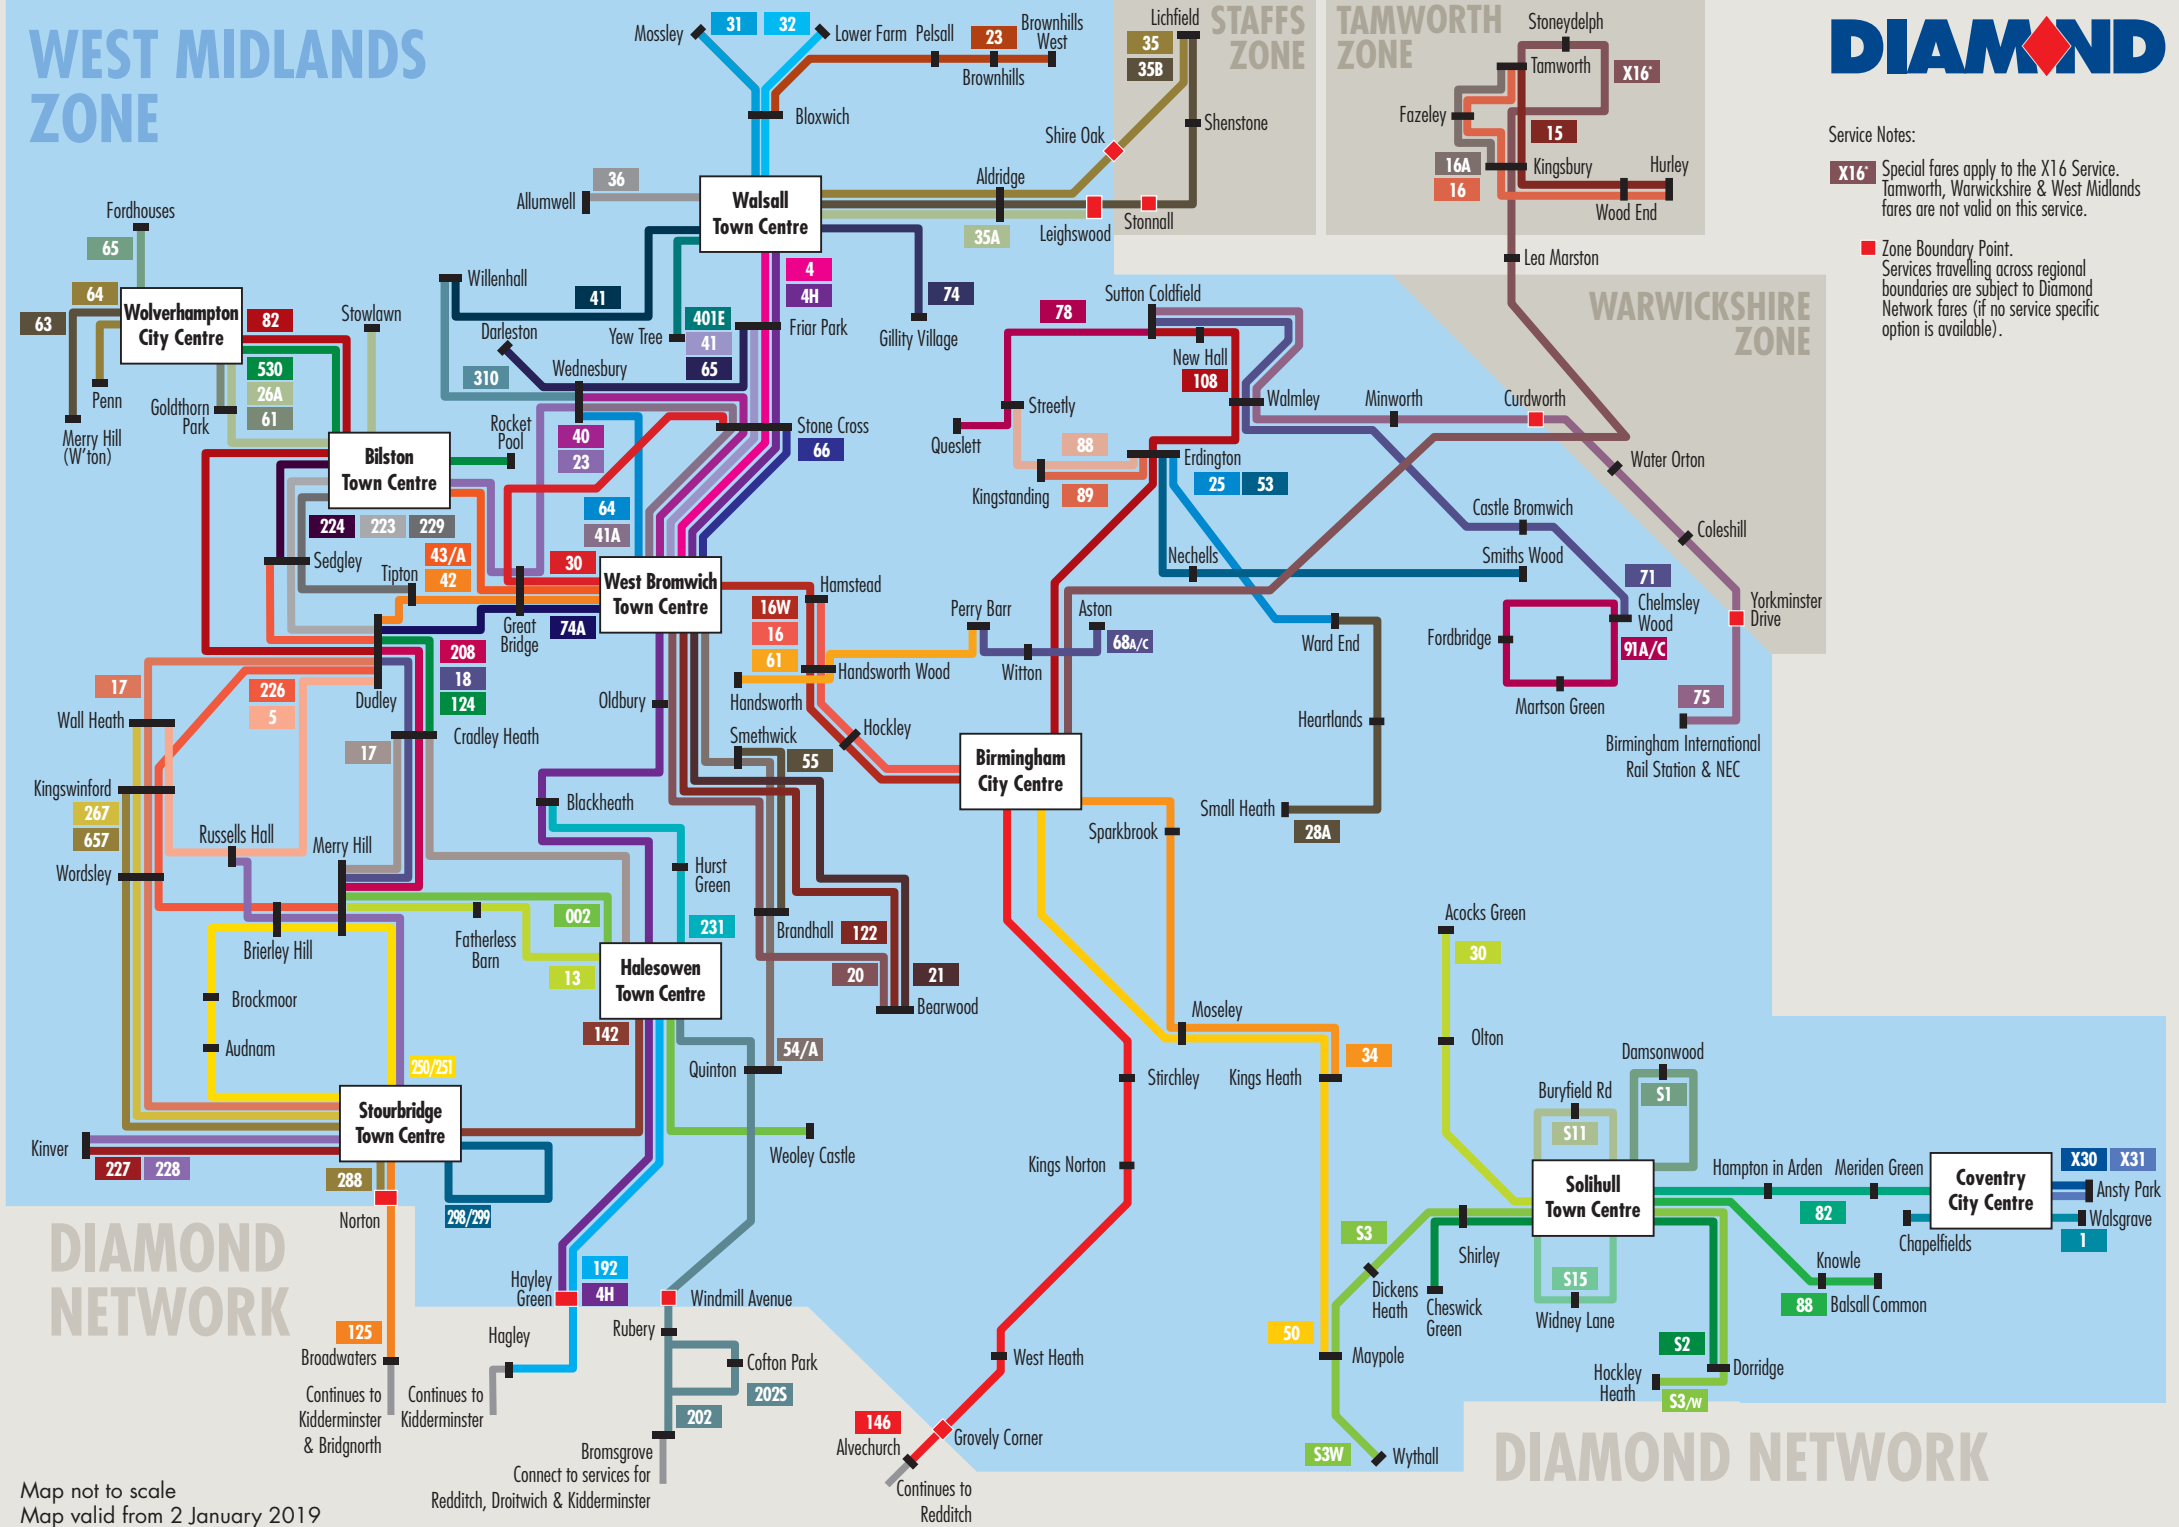 WEST MIDLANDS
ZONE
STAFFS
ZONE
TAMWORTH
ZONE
DIAMOND
Service Notes:
X16* Special fares apply to the X16 Service.
Tamworth, Warwickshire & West Midlands
fares are not valid on this service.
Zone Boundary Point.
Services travelling across regional
boundaries are subject to Diamond
Network fares (if no service specific
option is available).
WARWICKSHIRE
ZONE
Mossley
31
32
Lower Farm
Pelsall
23
Brownhills
West
Brownhills
Bloxwich
Lichfield
35
35B
Shire Oak
Shenstone
Aldridge
35A
Leighswood
Stonnall
Stoneydelph
Tamworth
X16*
Fazeley
15
16A
16
Kingsbury
Hurley
Wood End
Lea Marston
Allumwell
36
Walsall
Town Centre
4
4H
74
Gillity Village
Willenhall
41
Darleston
Yew Tree
401E
41
65
Friar Park
310
Wednesbury
Fordhouses
65
64
63
Wolverhampton
City Centre
82
530
26A
61
Stowlawn
Penn
Merry Hill
(W'ton)
Goldthorn
Park
Rocket
Pool
40
23
Stone Cross
66
Bilston
Town Centre
64
41A
224
223
229
Sedgley
43/A
42
Tipton
30
West Bromwich
Town Centre
Great
Bridge
74A
Sutton Coldfield
78
New Hall
108
Walmley
Minworth
Curdworth
Streetly
Queslett
88
Kingstanding
89
Erdington
25
53
Water Orton
Castle Bromwich
Coleshill
Nechells
Smiths Wood
71
Chelmsley
Wood
91A/C
Fordbridge
Martson Green
Yorkminster
Drive
75
Birmingham International
Rail Station & NEC
Hamstead
16W
16
61
Perry Barr
Aston
68A/C
Witton
Handsworth Wood
Handsworth
Hockley
Ward End
Heartlands
Small Heath
28A
208
18
124
17
226
5
Dudley
Wall Heath
17
Cradley Heath
Oldbury
Smethwick
55
Birmingham
City Centre
Kingswinford
267
657
Wordsley
Russells Hall
Merry Hill
Blackheath
Hurst
Green
Sparkbrook
002
231
Brandhall
122
20
21
Bearwood
Brierley Hill
Fatherless
Barn
13
Halesowen
Town Centre
142
Brockmoor
Audnam
250/251
54/A
Quinton
Moseley
34
Stirchley
Kings Heath
Stourbridge
Town Centre
Kinver
227
228
288
298/299
Weoley Castle
Kings Norton
Acocks Green
30
Olton
Damsonwood
Buryfield Rd
S1
S11
Solihull
Town Centre
Hampton in Arden
Meriden Green
82
Coventry
City Centre
X30
X31
Ansty Park
Walsgrave
1
Chapelfields
S3
Shirley
S15
Widney Lane
Dickens
Heath
Cheswick
Green
Knowle
88
Balsall Common
S2
Dorridge
Hockley
Heath
S3/W
Norton
DIAMOND
NETWORK
Hayley
Green
192
4H
Windmill Avenue
Rubery
Cofton Park
202S
202
Hagley
125
Broadwaters
Continues to
Kidderminster
& Bridgnorth
Continues to
Kidderminster
Bromsgrove
Connect to services for
Redditch, Droitwich & Kidderminster
West Heath
50
Maypole
146
Alvechurch
Grovely Corner
Continues to
Redditch
S3W
Wythall
DIAMOND NETWORK
Map not to scale
Map valid from 2 January 2019